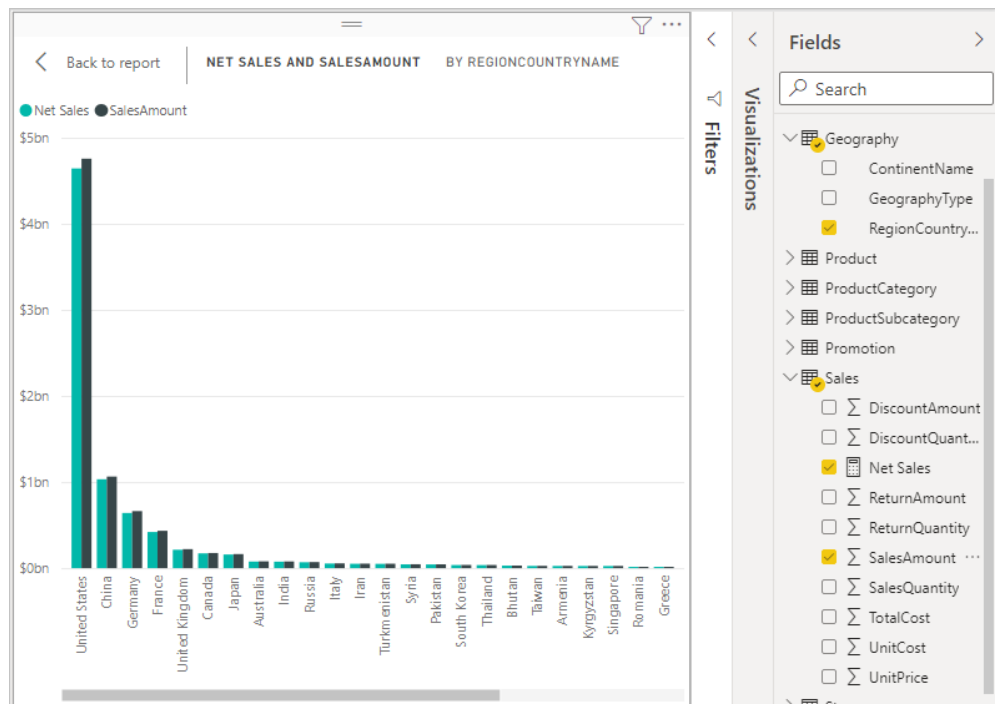 Back to report
NET SALES AND SALESAMOUNT
BY REGIONCOUNTRYNAME
Net Sales
SalesAmount
$5bn
$4bn
$3bn
$2bn
$1bn
$0bn
United States
China
Germany
France
United Kingdom
Canada
Japan
Australia
India
Russia
Italy
Iran
Turkmenistan
Syria
Pakistan
South Korea
Thailand
Bhutan
Taiwan
Armenia
Kyrgyzstan
Singapore
Romania
Greece
Filters
Visualizations
Fields
Search
Geography
ContinentName
GeographyType
RegionCountry...
Product
ProductCategory
ProductSubcategory
Promotion
Sales
DiscountAmount
DiscountQuant...
Net Sales
ReturnAmount
ReturnQuantity
SalesAmount
SalesQuantity
TotalCost
UnitCost
UnitPrice